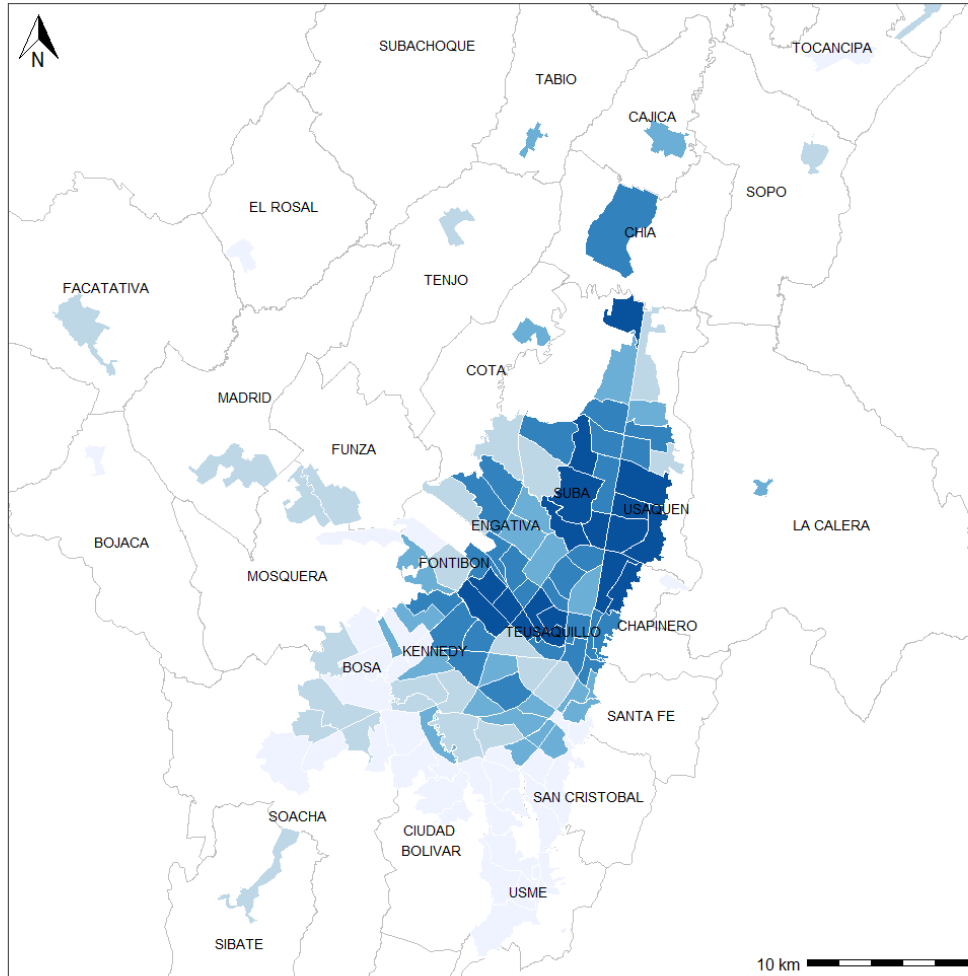 SUBACHOQUE
TOCANCIPA
N
TABIO
CAJICA
SOPO
EL ROSAL
CHIA
TENJO
FACATATIVA
COTA
MADRID
FUNZA
SUBA
USAQUEN
ENGATIVA
LA CALERA
BOJACA
FONTIBON
MOSQUERA
CHAPINERO
TEUSAQUILLO
KENNEDY
BOSA
SANTA FE
SAN CRISTOBAL
SOACHA
CIUDAD
BOLIVAR
USME
SIBATE
10 km